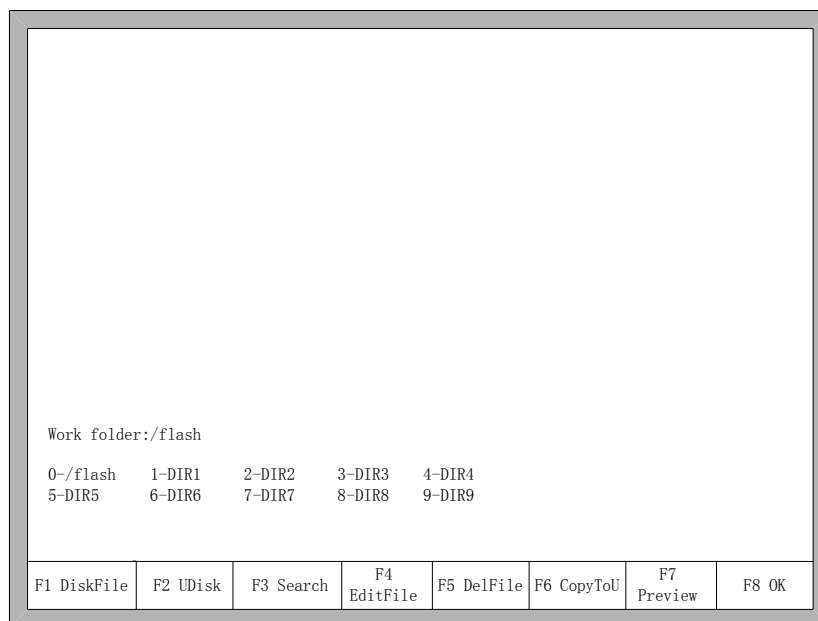 Work folder:/flash
0-/flash 1-DIR1 2-DIR2 3-DIR3 4-DIR4
5-DIR5 6-DIR6 7-DIR7 8-DIR8 9-DIR9
F1 DiskFile
F2 UDisk
F3 Search
F4
EditFile
F5 DelFile
F6 CopyToU
F7
Preview
F8 OK